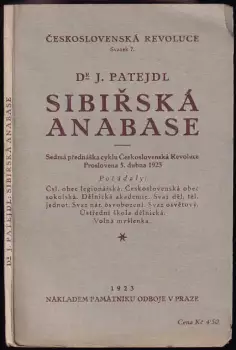 ČESKOSLOVENSKÁ REVOLUCE
Svazek 7.
Dr J. PATEJDL
SIBIŘSKÁ
ANABASE
Sedmá přednáška cyklu Československá Revoluce
Proslovena 5. dubna 1923
Pořádaly:
Čsl. obec legionářská. Československá obec
sokolská. Dělnická akademie. Svaz děl. těl.
jednot. Svaz nár. osvobození. Svaz osvětový.
Ústřední škola dělnická.
Volná myšlenka.
1923
NÁKLADEM PAMÁTNÍKU ODBOJE V PRAZE
Cena Kč 4·50
Dr J. PATEJDL: SIBIŘSKÁ ANABASE